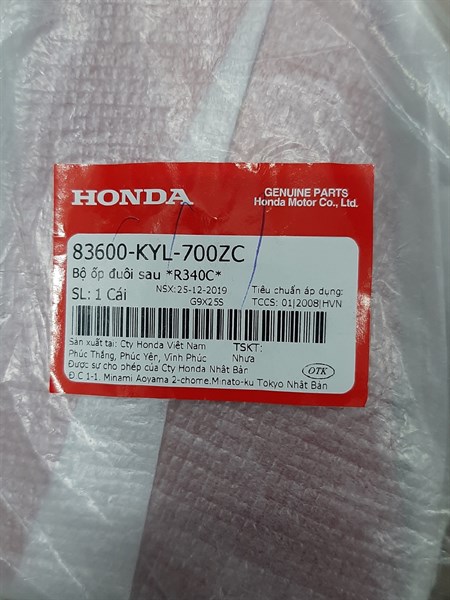 HONDA
GENUINE PARTS
Honda Motor Co., Ltd.
83600-KYL-700ZC
Bộ ốp đuôi sau *R340C*
SL: 1 Cái
NSX:25-12-2019
G9X25S
Tiêu chuẩn áp dụng:
TCCS: 01|2008|HVN
Sản xuất tại: Cty Honda Việt Nam
Phúc Thắng, Phúc Yên, Vĩnh Phúc
TSKT:
Nhựa
Được sự cho phép của Cty Honda Nhật Bản
Đ.C 1-1. Minami Aoyama 2-chome.Minato-ku Tokyo Nhật Bản
OTK